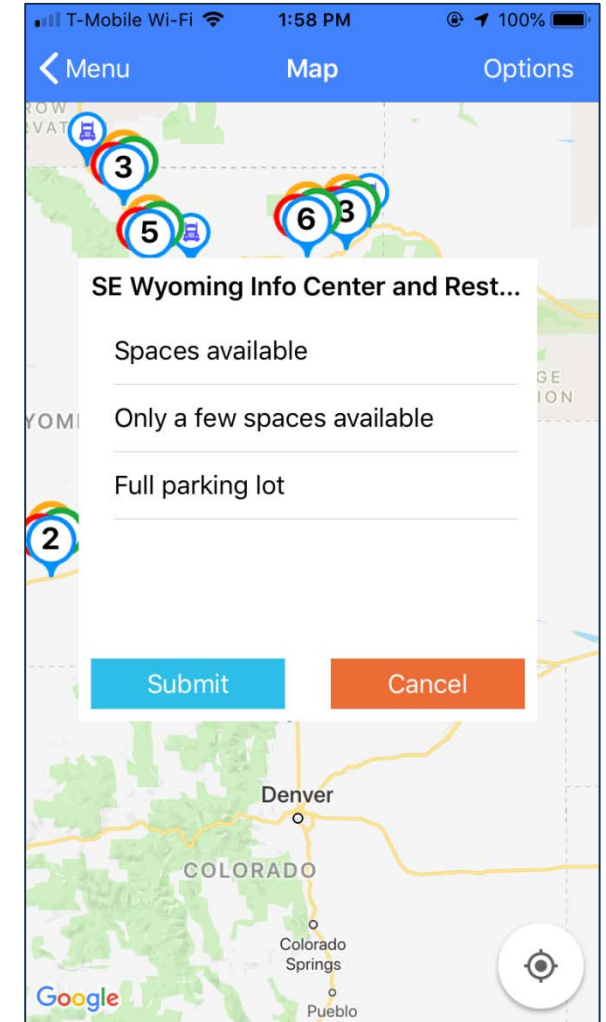 T-Mobile Wi-Fi 1:58 PM 100%
Menu Map Options
3
5
6 3
SE Wyoming Info Center and Rest...
Spaces available
Only a few spaces available
Full parking lot
2
Submit Cancel
Denver
COLORADO
Colorado
Springs
Google
Pueblo